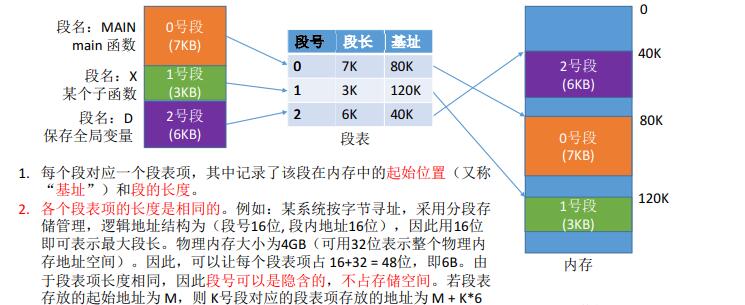 段名：MAIN
main 函数
0号段
(7KB)
段名：X
某个子函数
1号段
(3KB)
段名：D
保存全局变量
2号段
(6KB)
段号 段长 基址
0 7K 80K
1 3K 120K
2 6K 40K
段表
0
40K
2号段
(6KB)
80K
0号段
(7KB)
120K
1号段
(3KB)
内存
1. 每个段对应一个段表项，其中记录了该段在内存中的起始位置（又称
“基址”）和段的长度。
2. 各个段表项的长度是相同的。例如：某系统按字节寻址，采用分段存
储管理，逻辑地址结构为（段号16位, 段内地址16位），因此用16位
即可表示最大段长。物理内存大小为4GB（可用32位表示整个物理内
存地址空间）。因此，可以让每个段表项占 16+32 = 48位，即6B。由
于段表项长度相同，因此段号可以是隐含的，不占存储空间。若段表
存放的起始地址为 M，则 K号段对应的段表项存放的地址为 M + K*6